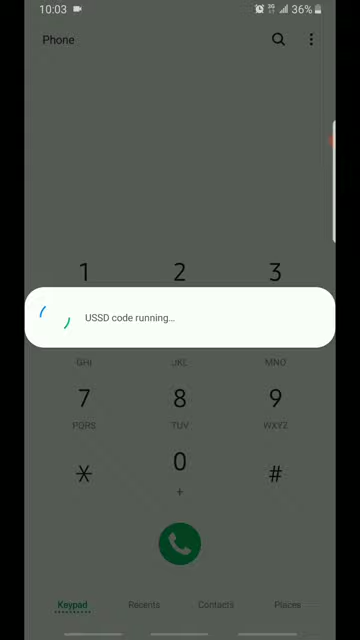 10:03 3G 36%
Phone
1 2 3
USSD code running...
GHI JKL MNO
7 8 9
PQRS TUV WXYZ
* 0 #
+
Keypad Recents Contacts Places